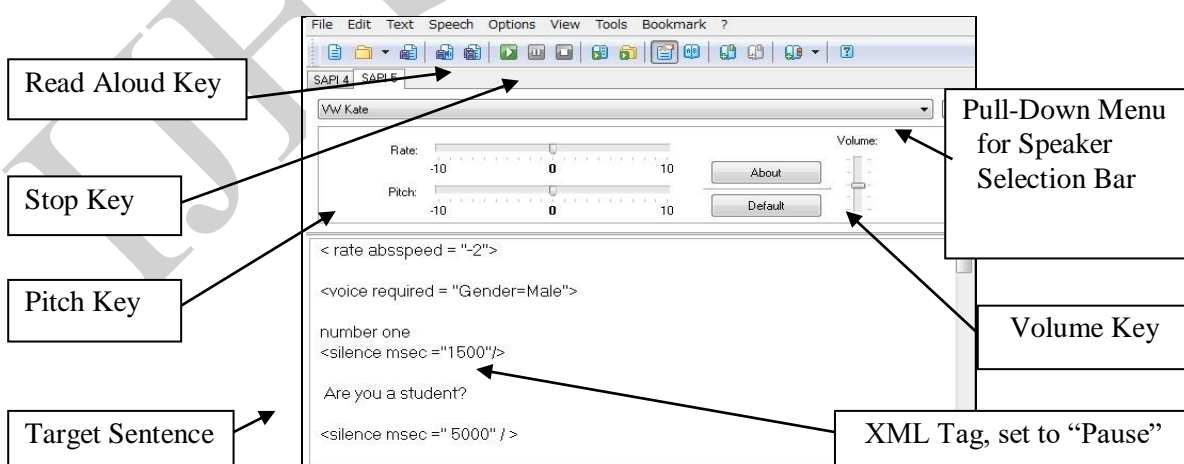 File Edit Text Speech Options View Tools Bookmark ?
SAPI 4 SAPI 5
VW Kate
Rate:
-10 0 10
Pitch:
-10 0 10
About
Default
Volume:
< rate absspeed = "-2">
<voice required = "Gender=Male">
number one
<silence msec ="1500"/>
Are you a student?
<silence msec =" 5000" / >
Read Aloud Key
Stop Key
Pitch Key
Target Sentence
Pull-Down Menu
for Speaker
Selection Bar
Volume Key
XML Tag, set to “Pause”